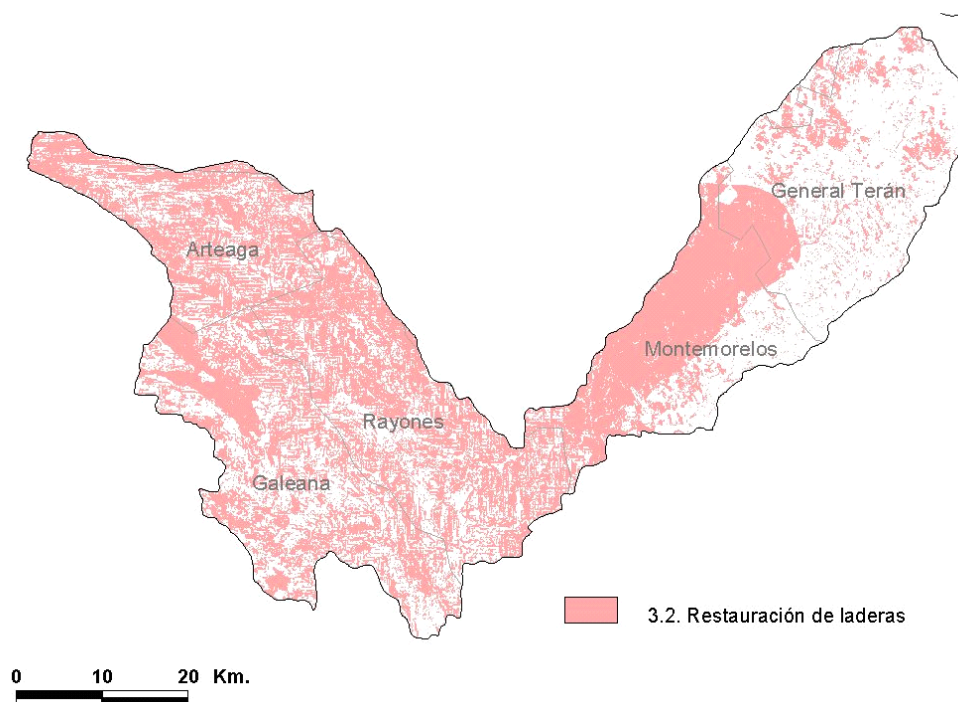 General Terán
Arteaga
Montemorelos
Rayones
Galeana
3.2. Restauración de laderas
0 10 20 Km.